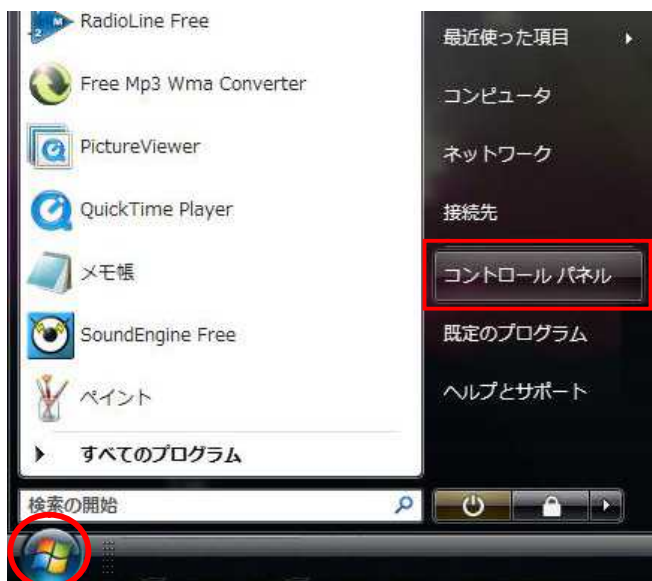 RadioLine Free
Free Mp3 Wma Converter
PictureViewer
QuickTime Player
メモ帳
SoundEngine Free
ペイント
すべてのプログラム
検索の開始
最近使った項目
コンピュータ
ネットワーク
接続先
コントロール パネル
既定のプログラム
ヘルプとサポート